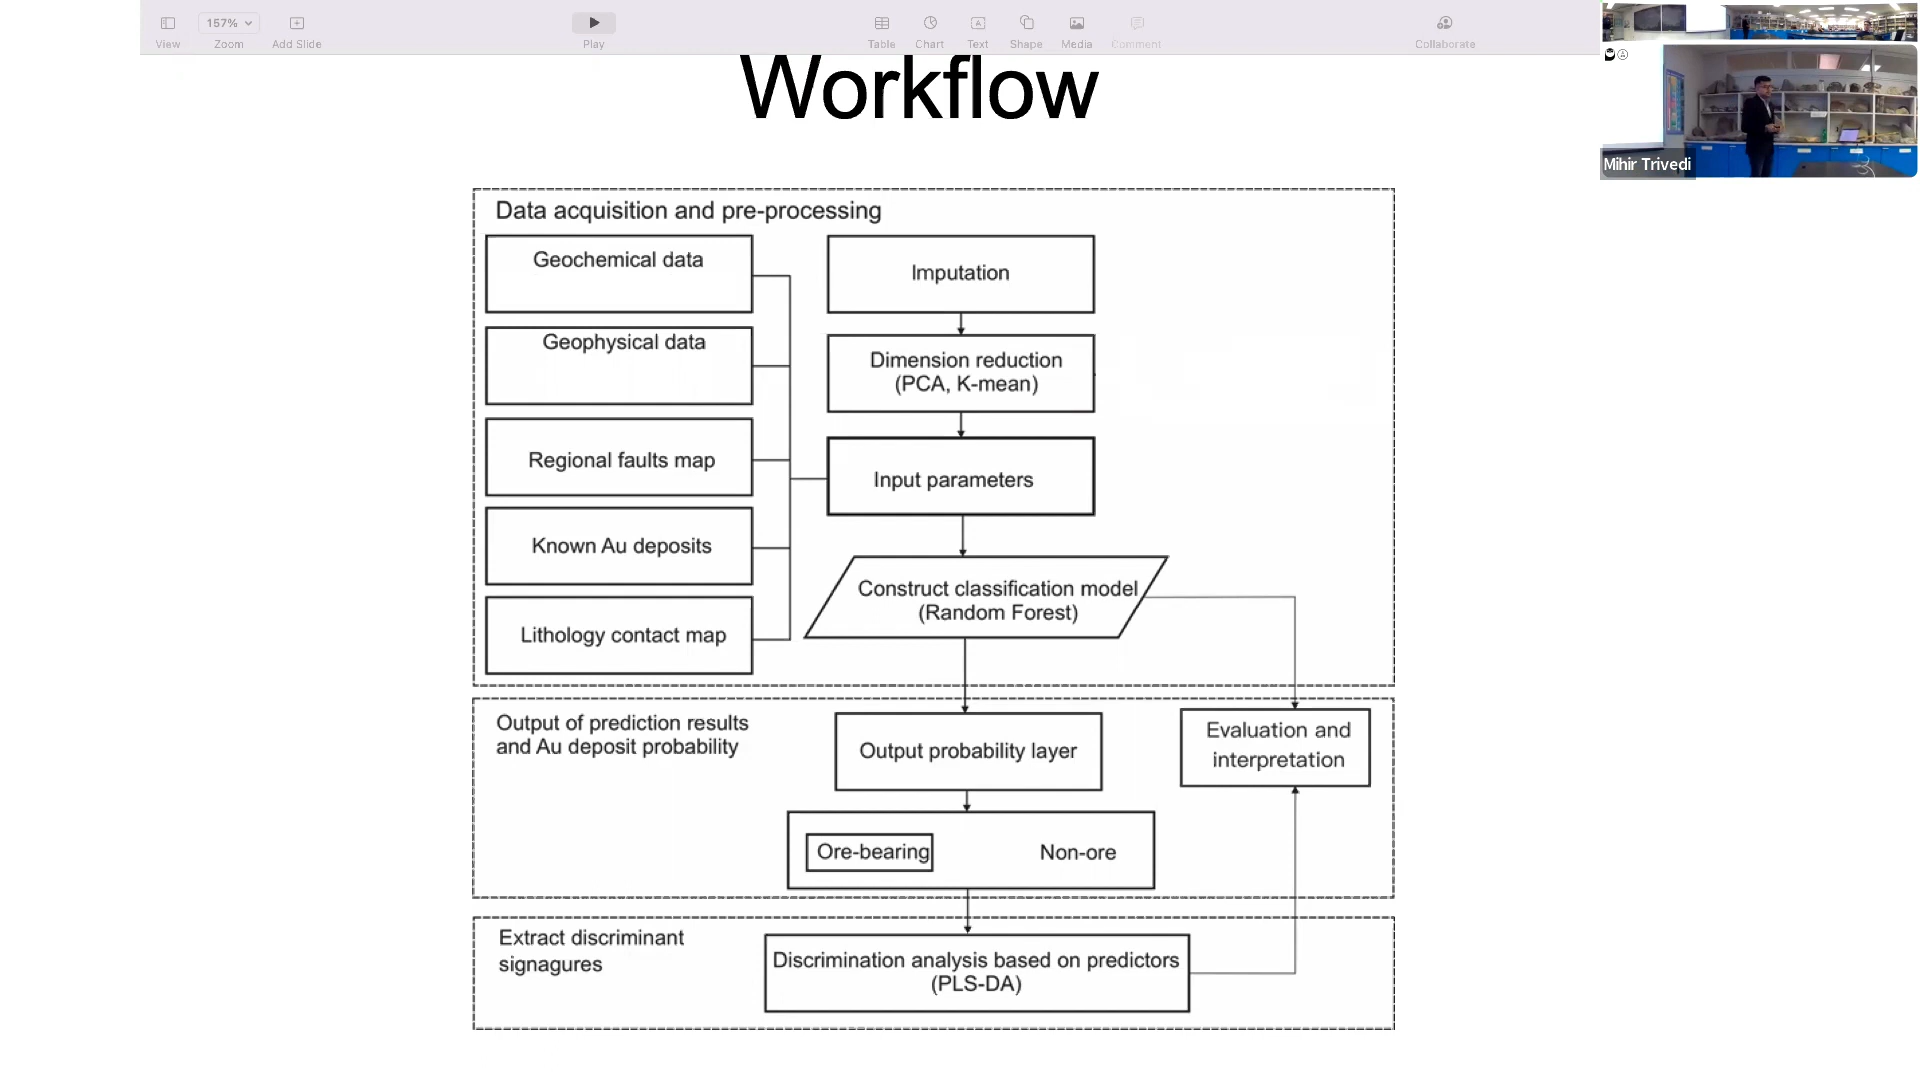 157%
View
Zoom
Add Slide
Play
Table
Chart
Text
Shape
Media
Comment
Collaborate
Mihir Trivedi
Workflow
Data acquisition and pre-processing
Geochemical data
Geophysical data
Regional faults map
Known Au deposits
Lithology contact map
Imputation
Dimension reduction
(PCA, K-mean)
Input parameters
Construct classification model
(Random Forest)
Output of prediction results
and Au deposit probability
Output probability layer
Evaluation and
interpretation
Ore-bearing
Non-ore
Extract discriminant
signagures
Discrimination analysis based on predictors
(PLS-DA)